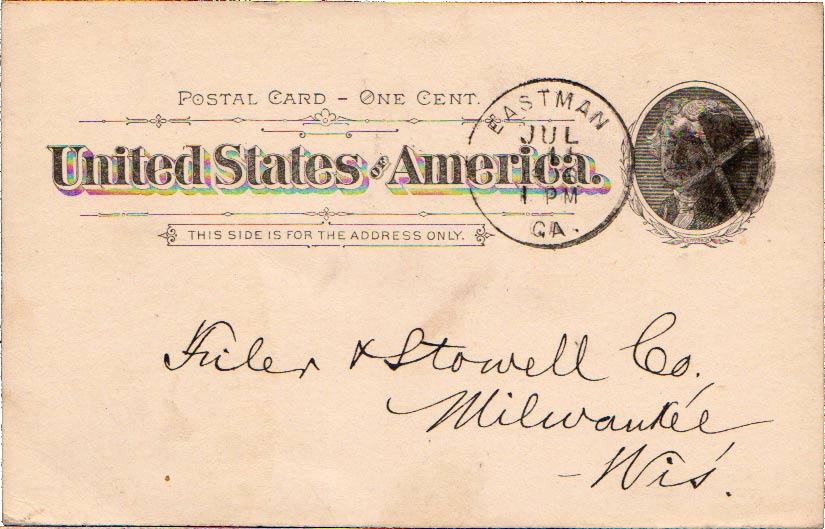 POSTAL CARD – ONE CENT.
United States OF America.
THIS SIDE IS FOR THE ADDRESS ONLY.
EASTMAN
JUL
1 PM
GA.
Filer & Stowell Co.
Milwaukee
– Wis.